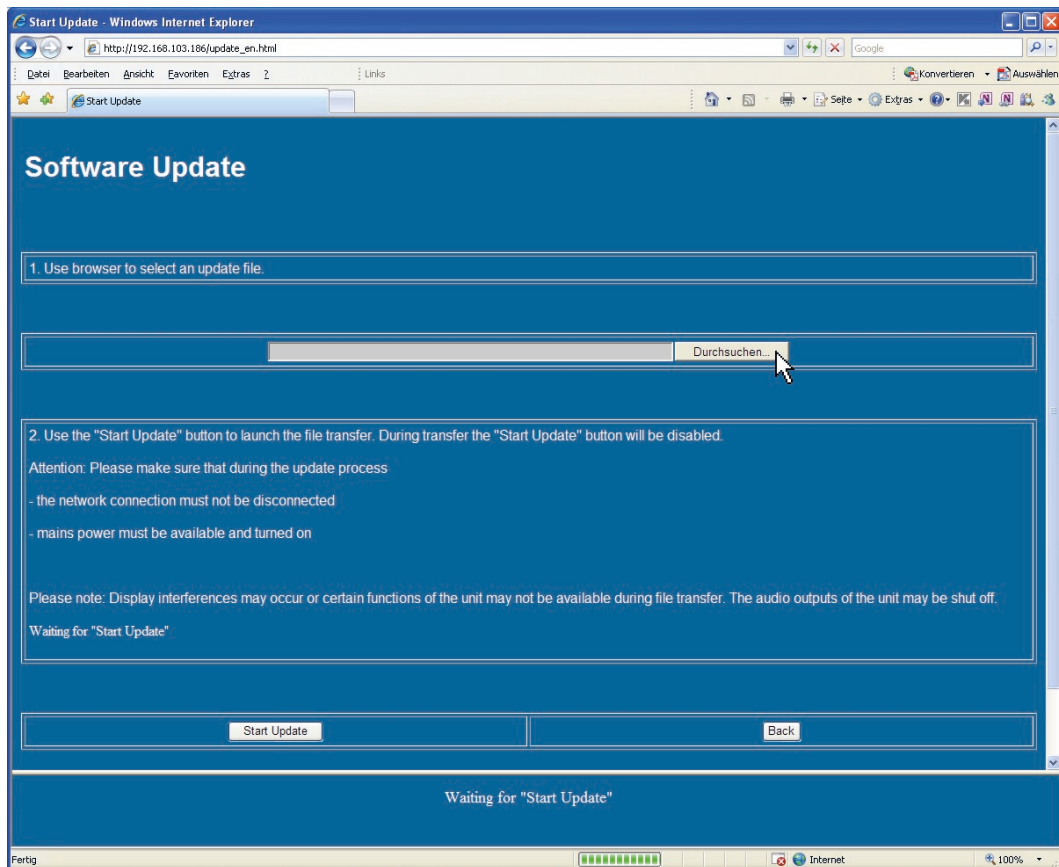 Start Update - Windows Internet Explorer
http://192.168.103.186/update_en.html
Google
Datei Bearbeiten Ansicht Favoriten Extras ?
Links
Konvertieren
Auswählen
Start Update
Seite
Extras
Software Update
1. Use browser to select an update file.
Durchsuchen...
2. Use the "Start Update" button to launch the file transfer. During transfer the "Start Update" button will be disabled.
Attention: Please make sure that during the update process
- the network connection must not be disconnected
- mains power must be available and turned on
Please note: Display interferences may occur or certain functions of the unit may not be available during file transfer. The audio outputs of the unit may be shut off.
Waiting for "Start Update"
Start Update
Back
Waiting for "Start Update"
Fertig
Internet
100%